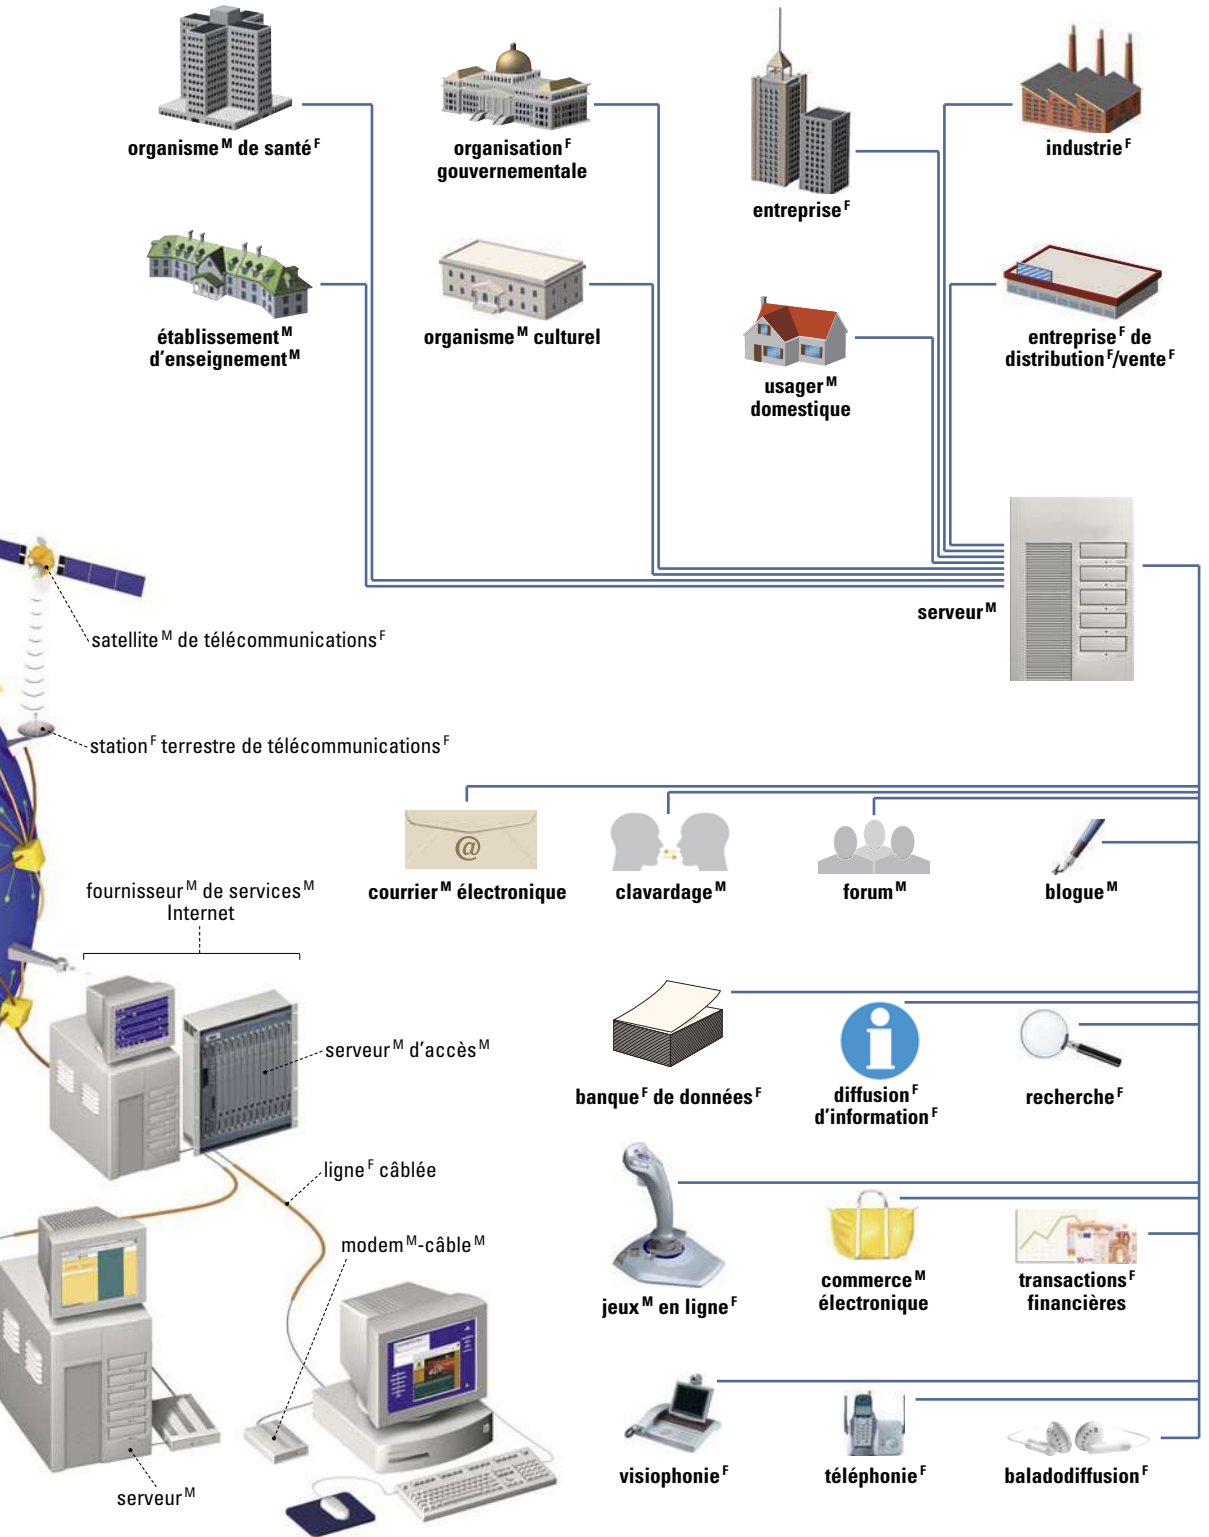 organisme M de santé F
organisation F
gouvernementale
entreprise F
industrie F
établissement M
d'enseignement M
organisme M culturel
usager M
domestique
entreprise F de
distribution F/vente F
serveur M
satellite M de télécommunications F
station F terrestre de télécommunications F
@
courrier M électronique
clavardage M
forum M
blogue M
fournisseur M de services M
Internet
serveur M d'accès M
banque F de données F
i
diffusion F
d'information F
recherche F
ligne F câblée
modem M-câble M
jeux M en ligne F
commerce M
électronique
10
transactions F
financières
serveur M
visiophonie F
téléphonie F
baladodiffusion F